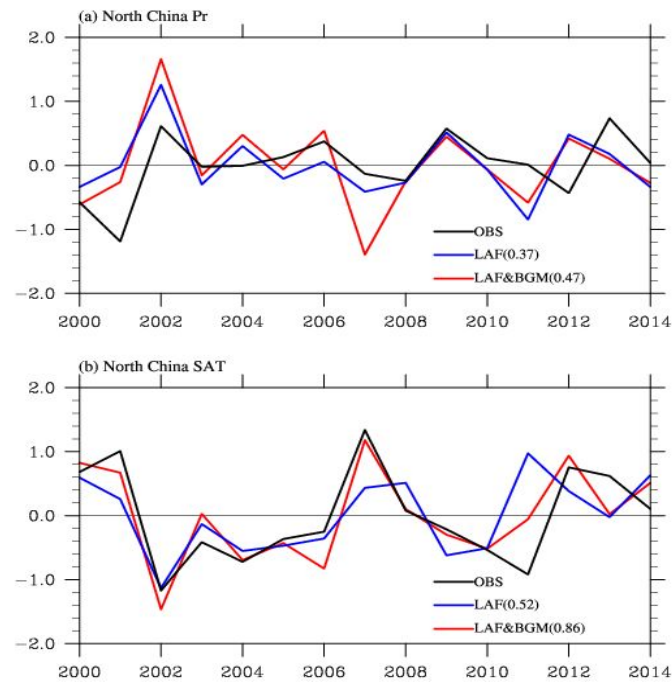 (a) North China Pr
2.0
1.0
0.0
−1.0
−2.0
OBS
LAF(0.37)
LAF&BGM(0.47)
2000 2002 2004 2006 2008 2010 2012 2014
(b) North China SAT
2.0
1.0
0.0
−1.0
−2.0
OBS
LAF(0.52)
LAF&BGM(0.86)
2000 2002 2004 2006 2008 2010 2012 2014